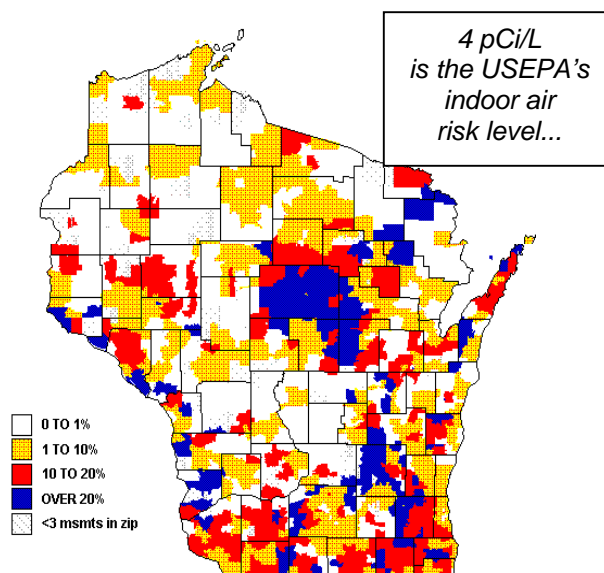 4 pCi/L
is the USEPA's
indoor air
risk level...
0 TO 1%
1 TO 10%
10 TO 20%
OVER 20%
<3 msmts in zip